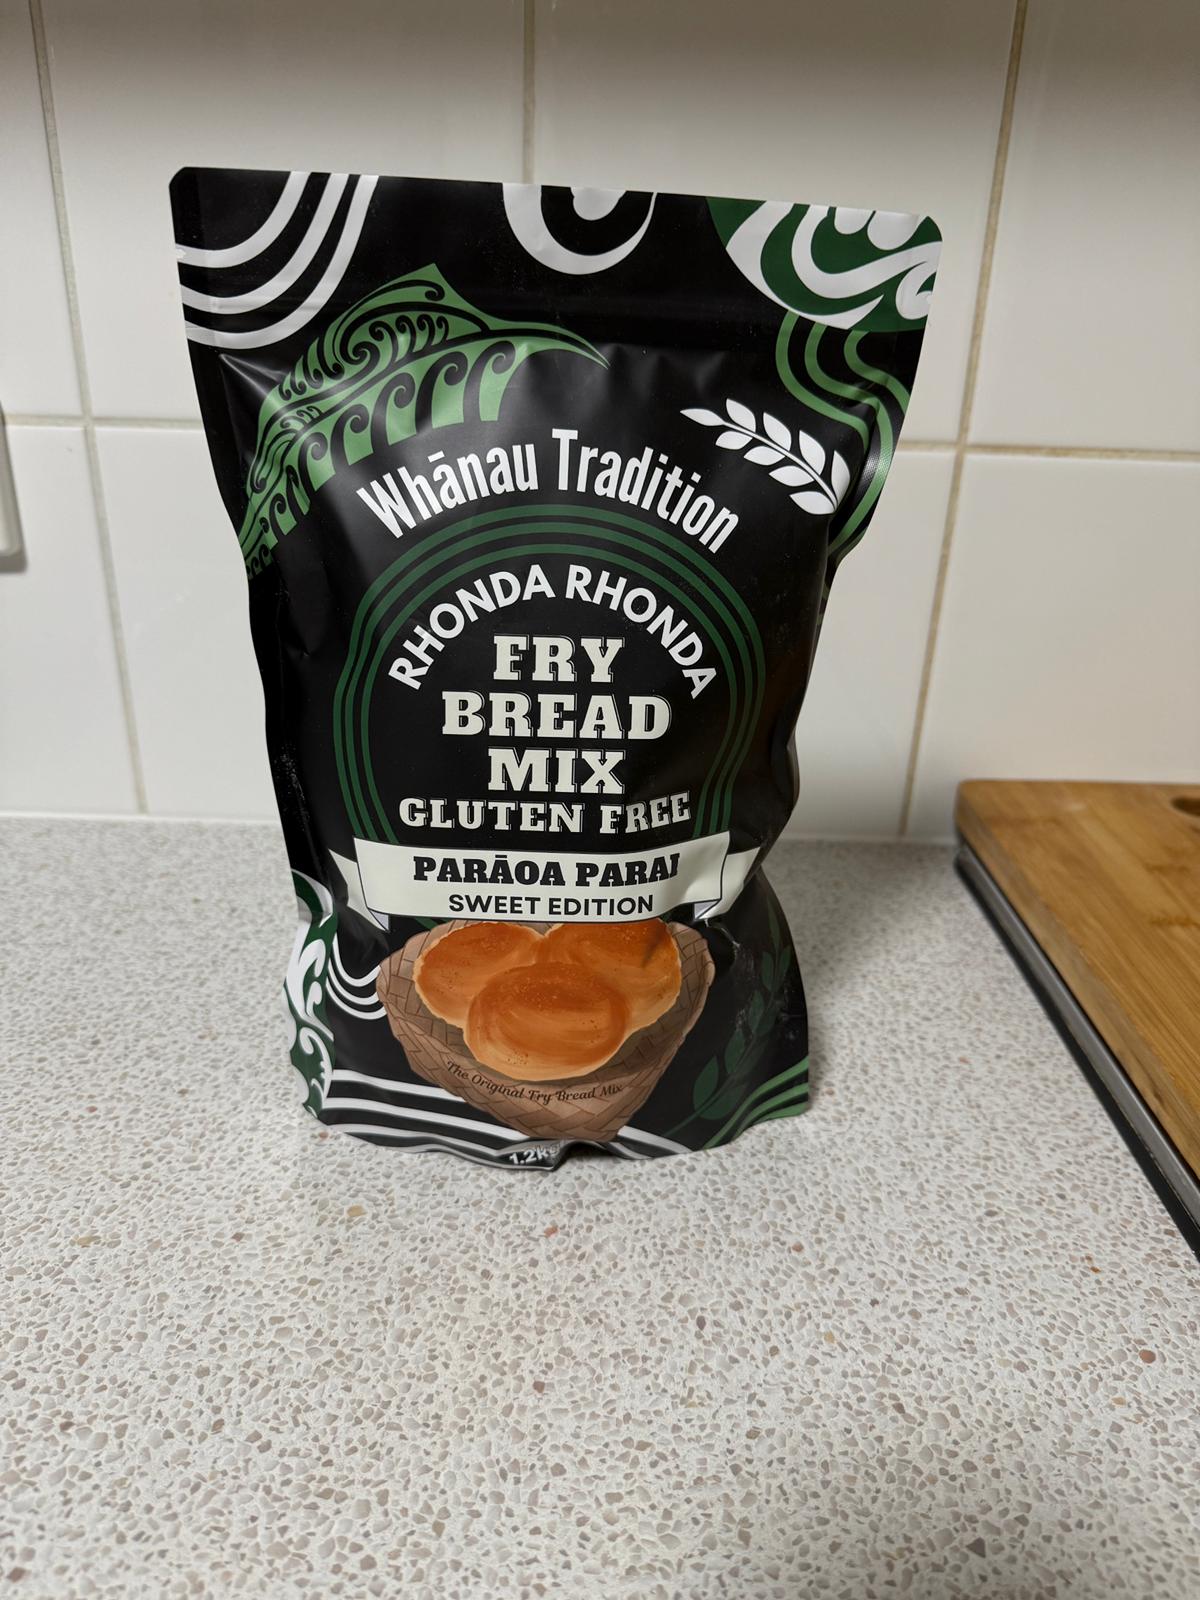 Whānau Tradition
RHONDA RHONDA
FRY
BREAD
MIX
GLUTEN FREE
PARĀOA PARAI
SWEET EDITION
The Original Fry Bread Mix
1.2kg